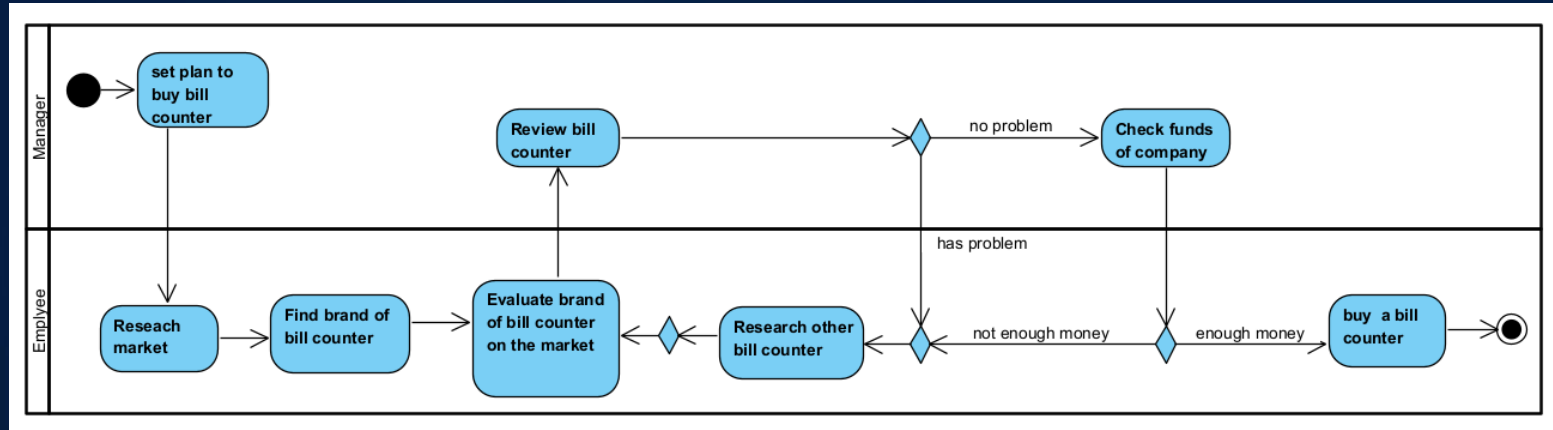 Manager
set plan to
buy bill
counter
Review bill
counter
no problem
Check funds
of company
Emplyee
has problem
Reseach
market
Find brand of
bill counter
Evaluate brand
of bill counter
on the market
Research other
bill counter
not enough money
enough money
buy a bill
counter